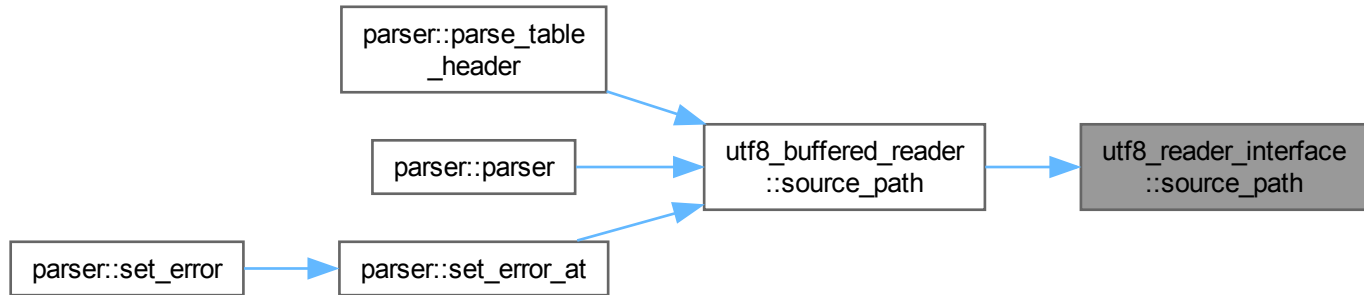 parser::parse_table
_header
parser::parser
utf8_buffered_reader
::source_path
utf8_reader_interface
::source_path
parser::set_error
parser::set_error_at